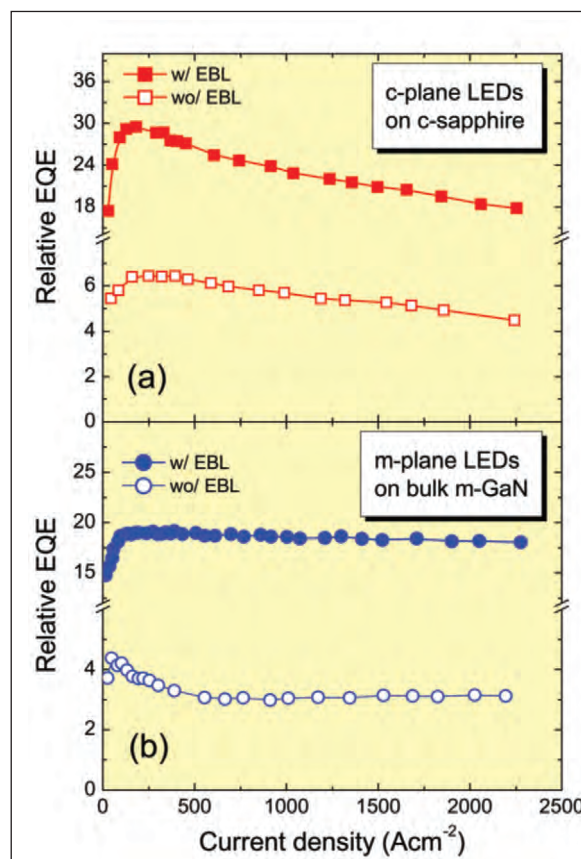 w/ EBL
wo/ EBL
c-plane LEDs
on c-sapphire
Relative EQE
36
30
24
18
6
4
2
0
(a)
w/ EBL
wo/ EBL
m-plane LEDs
on bulk m-GaN
Relative EQE
25
20
15
4
3
0
(b)
0
500
1000
1500
2000
2500
Current density (Acm⁻²)